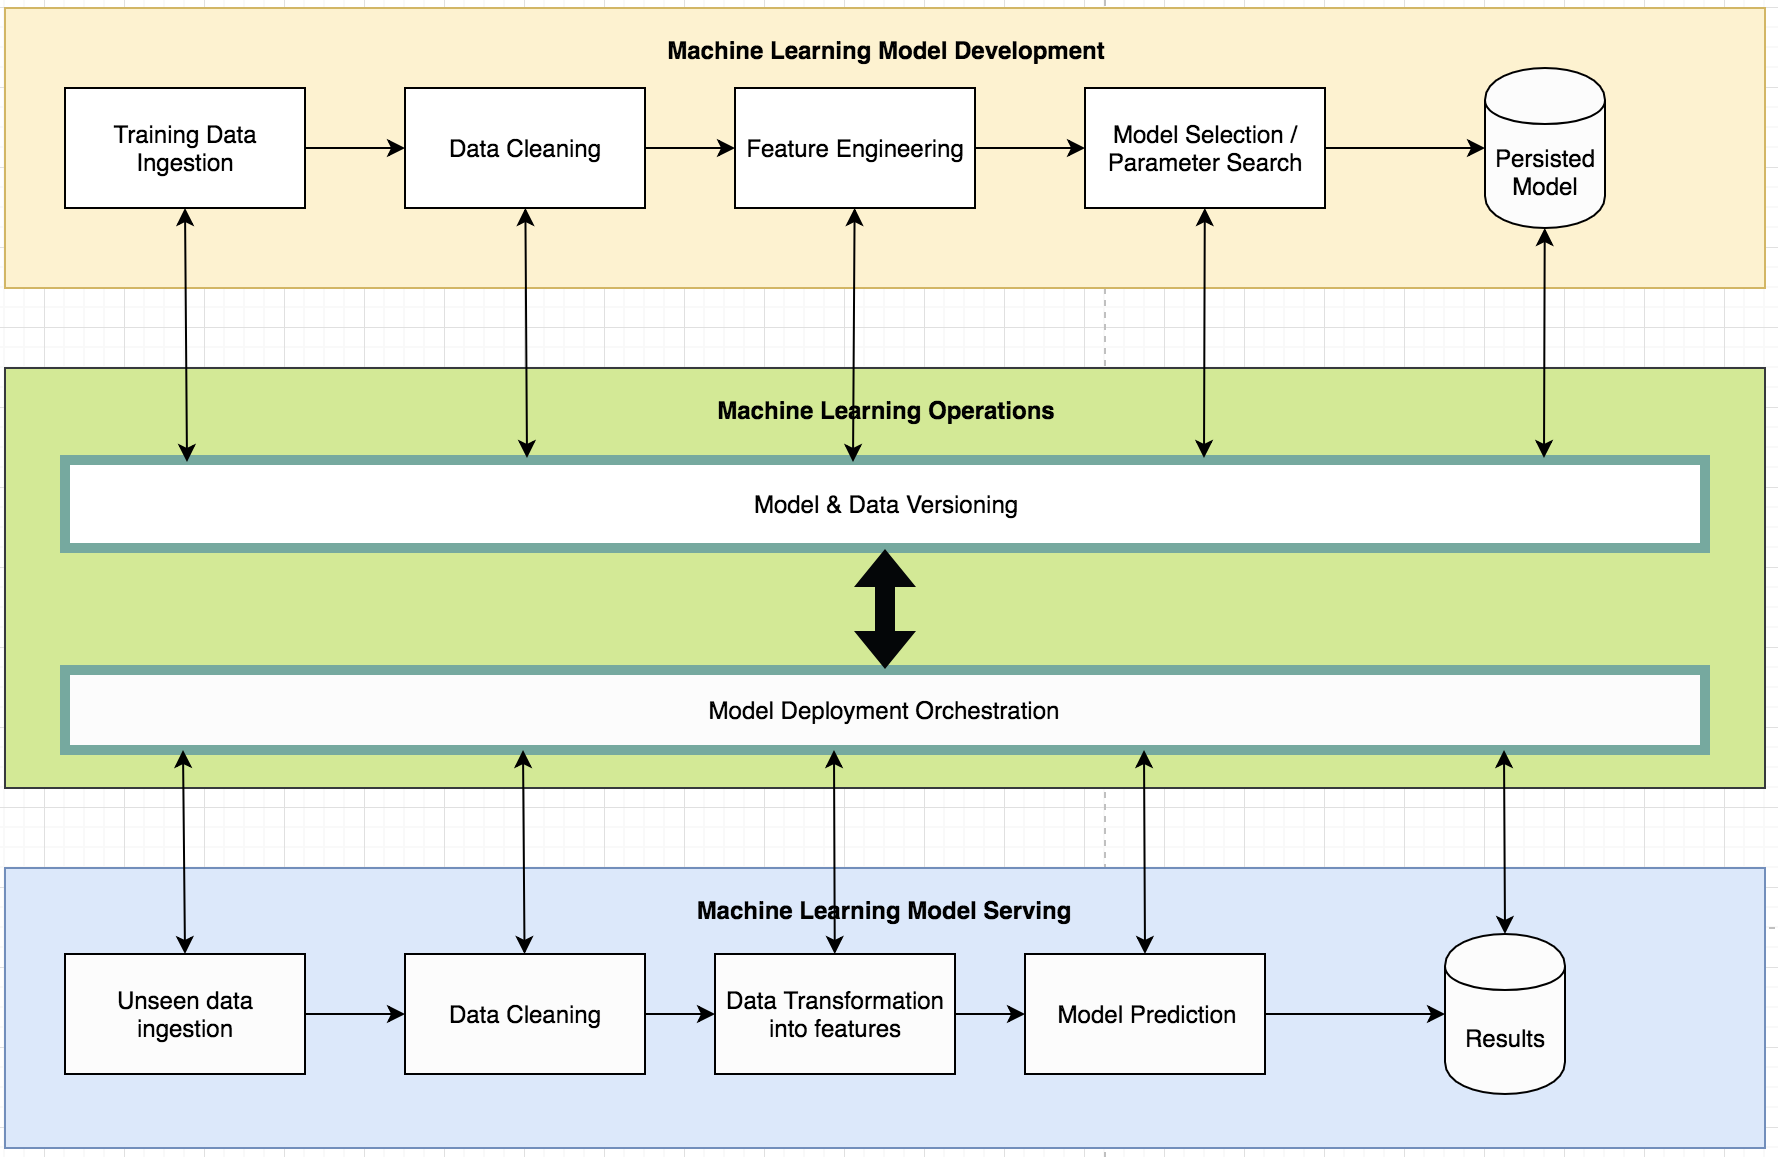 Machine Learning Model Development
Training Data
Ingestion
Data Cleaning
Feature Engineering
Model Selection /
Parameter Search
Persisted
Model
Machine Learning Operations
Model & Data Versioning
Model Deployment Orchestration
Machine Learning Model Serving
Unseen data
ingestion
Data Cleaning
Data Transformation
into features
Model Prediction
Results